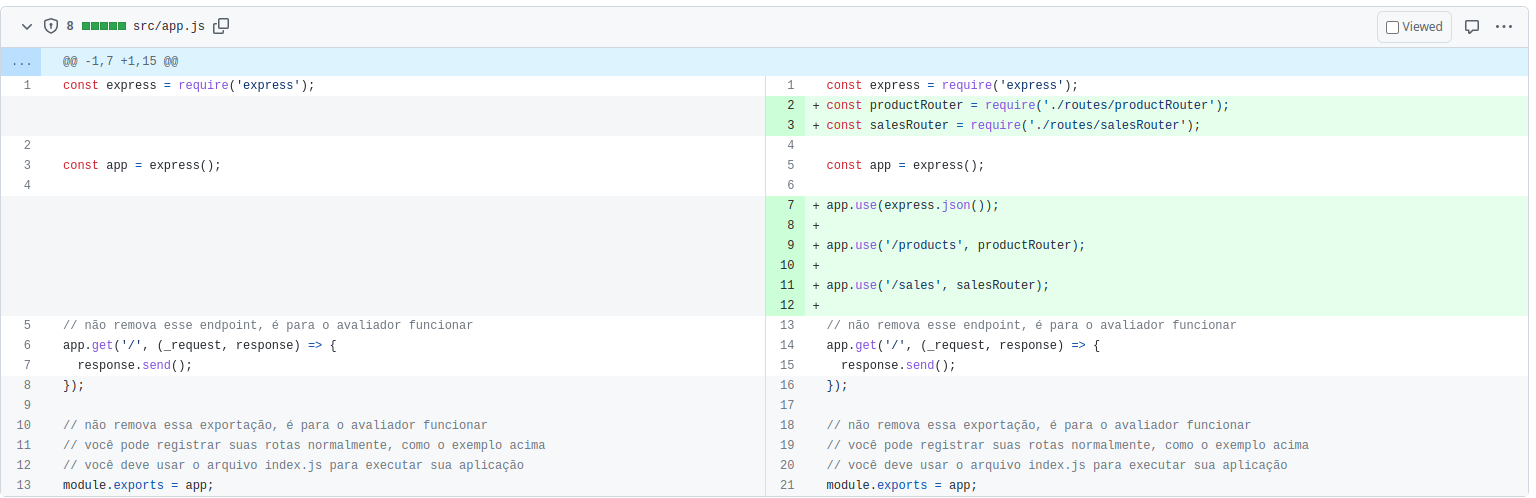 8 src/app.js Viewed
... @@ -1,7 +1,15 @@
1 const express = require('express'); 1 const express = require('express');
2 + const productRouter = require('./routes/productRouter');
3 + const salesRouter = require('./routes/salesRouter');
2 4
3 const app = express(); 5 const app = express();
4 6
7 + app.use(express.json());
8 +
9 + app.use('/products', productRouter);
10 +
11 + app.use('/sales', salesRouter);
12 +
5 // não remova esse endpoint, é para o avaliador funcionar 13 // não remova esse endpoint, é para o avaliador funcionar
6 app.get('/', (_request, response) => { 14 app.get('/', (_request, response) => {
7 response.send(); 15 response.send();
8 }); 16 });
9 17
10 // não remova essa exportação, é para o avaliador funcionar 18 // não remova essa exportação, é para o avaliador funcionar
11 // você pode registrar suas rotas normalmente, como o exemplo acima 19 // você pode registrar suas rotas normalmente, como o exemplo acima
12 // você deve usar o arquivo index.js para executar sua aplicação 20 // você deve usar o arquivo index.js para executar sua aplicação
13 module.exports = app; 21 module.exports = app;